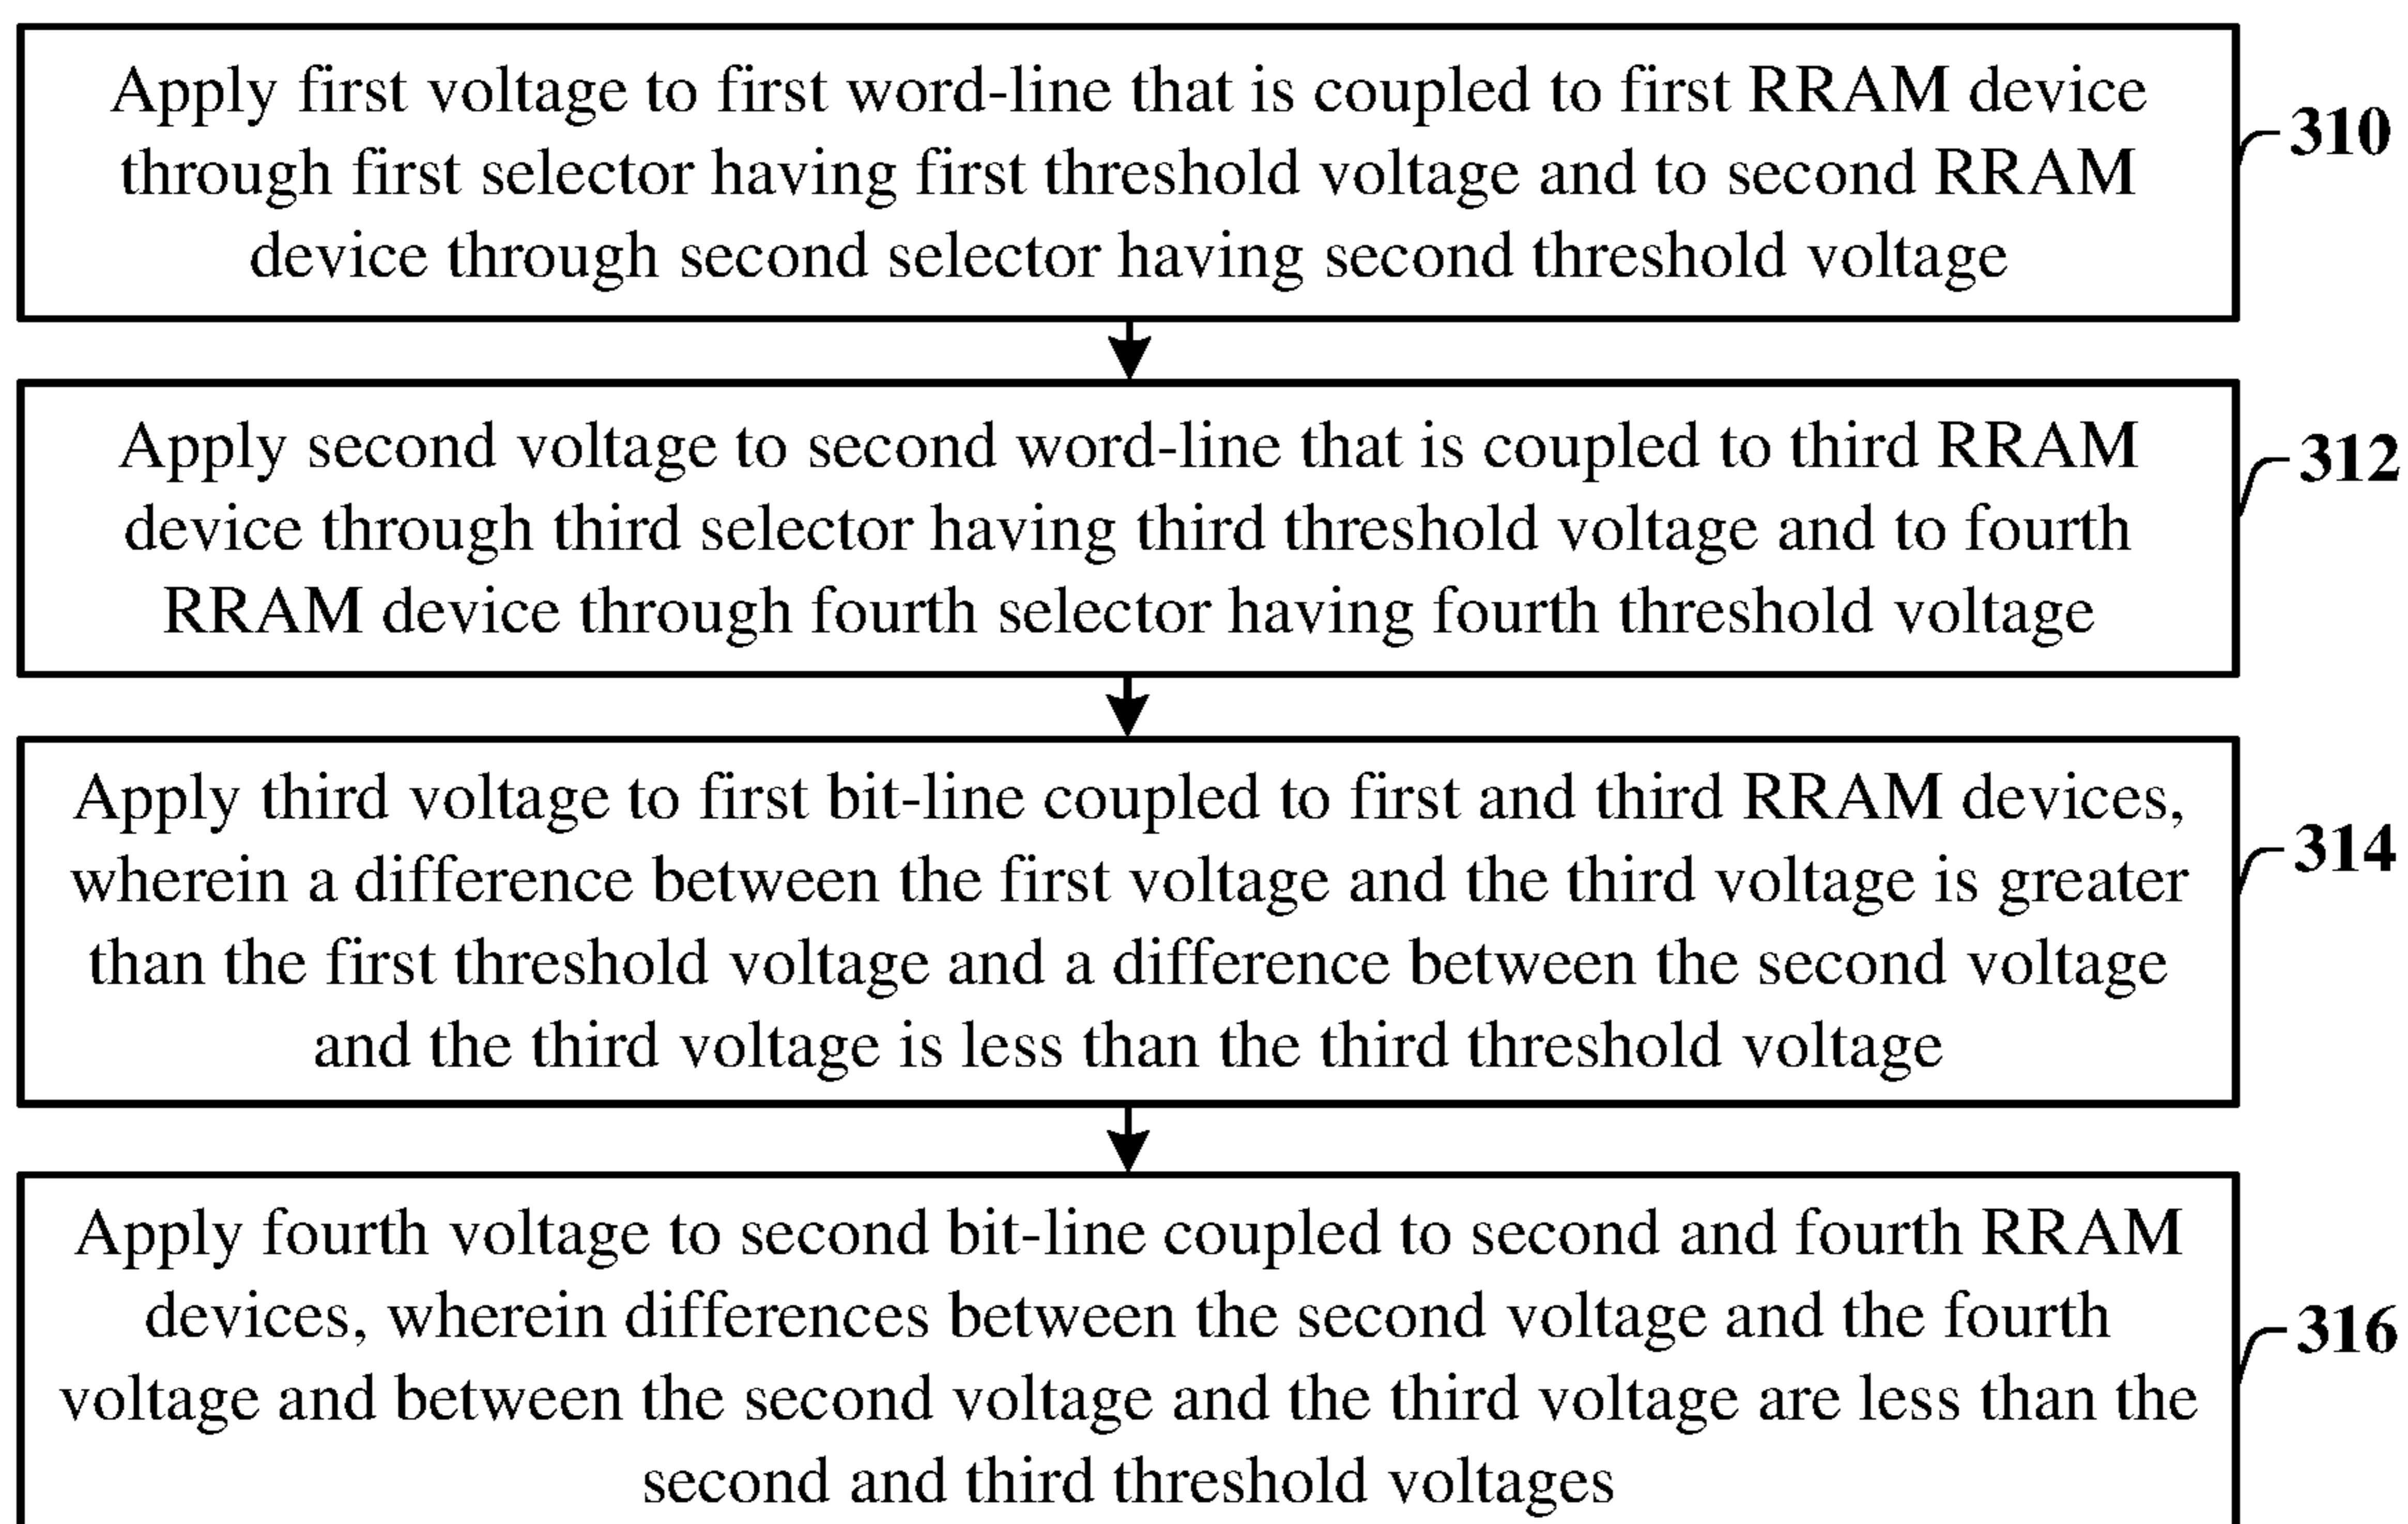 Apply first voltage to first word-line that is coupled to first RRAM device
through first selector having first threshold voltage and to second RRAM
device through second selector having second threshold voltage
310
Apply second voltage to second word-line that is coupled to third RRAM
device through third selector having third threshold voltage and to fourth
RRAM device through fourth selector having fourth threshold voltage
312
Apply third voltage to first bit-line coupled to first and third RRAM devices,
wherein a difference between the first voltage and the third voltage is greater
than the first threshold voltage and a difference between the second voltage
and the third voltage is less than the third threshold voltage
314
Apply fourth voltage to second bit-line coupled to second and fourth RRAM
devices, wherein differences between the second voltage and the fourth
voltage and between the second voltage and the third voltage are less than the
second and third threshold voltages
316